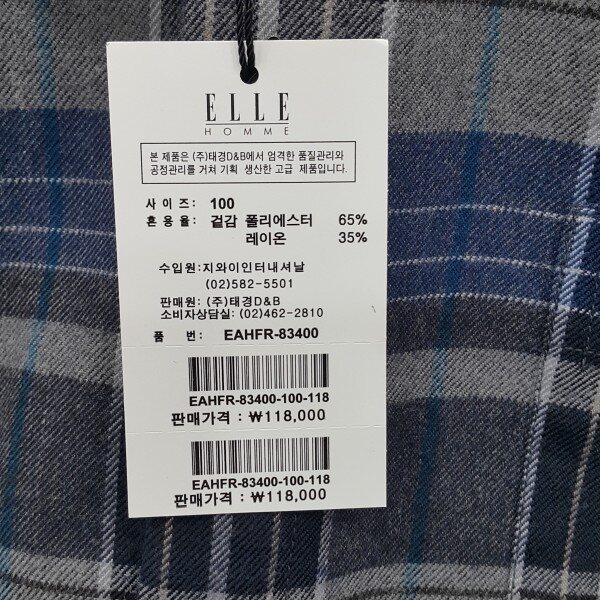 ELLE
HOMME
본 제품은 (주)태경D&B에서 엄격한 품질관리와
공정관리를 거쳐 기획 생산한 고급 제품입니다.
사 이 즈: 100
혼 용 율: 겉감 폴리에스터 65%
레이온 35%
수입원:지와이인터내셔날
(02)582-5501
판매원: (주)태경D&B
소비자상담실: (02)462-2810
품 번: EAHFR-83400
EAHFR-83400-100-118
판매가격 : ₩118,000
EAHFR-83400-100-118
판매가격 : ₩118,000